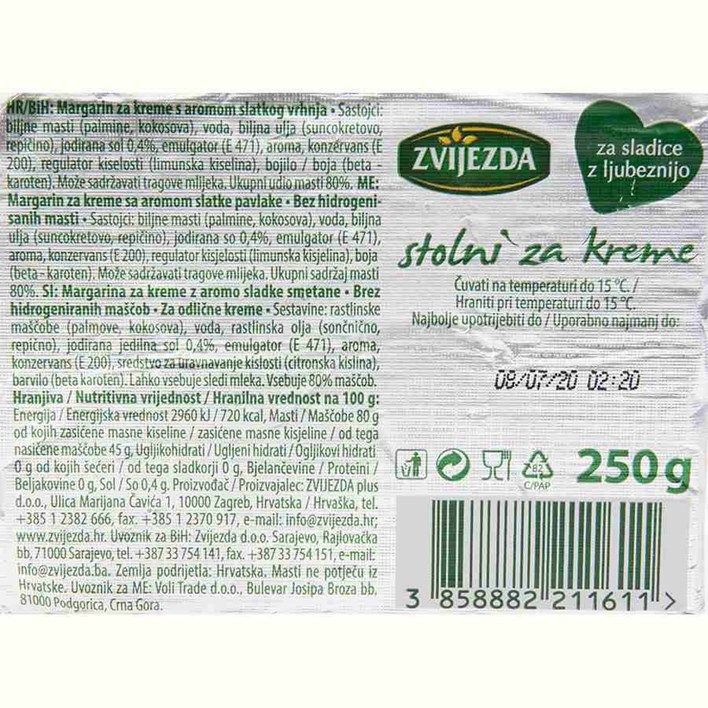 HR/BiH: Margarin za kreme s aromom slatkog vrhnja • Sastojci:
biljne masti (palmine, kokosova), voda, biljna ulja (suncokretovo,
repičino), jodirana sol 0,4%, emulgator (E 471), aroma, konzervans (E
200), regulator kiselosti (limunska kiselina), bojilo / boja (beta -
karoten). Može sadržavati tragove mlijeka. Ukupni udio masti 80%. ME:
Margarin za kreme sa aromom slatke pavlake • Bez hidrogeni-
sanih masti • Sastojci: biljne masti (palmine, kokosova), voda, biljna
ulja (suncokretovo, repičino), jodirana so 0,4%, emulgator (E 471),
aroma, konzervans (E 200), regulator kisjelosti (limunska kisjelina), boja
(beta - karoten). Može sadržavati tragove mlijeka. Ukupni sadržaj masti
80%. SI: Margarina za kreme z aromo sladke smetane • Brez
hidrogeniranih maščob • Za odlične kreme • Sestavine: rastlinske
maščobe (palmove, kokosova), voda, rastlinska olja (sončnično,
repično), jodirana jedilna sol 0,4%, emulgator (E 471), aroma,
konzervans (E 200), sredstvo za uravnavanje kislosti (citronska kislina),
barvilo (beta karoten). Lahko vsebuje sledi mleka. Vsebuje 80% maščob.
Hranjiva / Nutritivna vrijednost / Hranilna vrednost na 100 g:
Energija / Energijska vrednost 2960 kJ / 720 kcal, Masti / Maščobe 80 g
od kojih zasićene masne kiseline / zasićene masne kisjeline / od tega
nasičene maščobe 45 g, Ugljikohidrati / Ugljeni hidrati / Ogljikovi hidrati
0 g od kojih šećeri / od tega sladkorji 0 g, Bjelančevine / Proteini /
Beljakovine 0 g, Sol / So 0,4 g. Proizvođač / Proizvajalec: ZVIJEZDA plus
d.o.o., Ulica Marijana Čavića 1, 10000 Zagreb, Hrvatska / Hrvaška, tel.
+385 1 2382 666, fax. +385 1 2370 917, e-mail: info@zvijezda.hr;
www.zvijezda.hr. Uvoznik za BiH: Zvijezda d.o.o. Sarajevo, Rajlovačka
bb, 71000 Sarajevo, tel. +387 33 754 141, fax. +387 33 754 151, e-mail:
info@zvijezda.ba. Zemlja podrijetla: Hrvatska. Masti ne potječu iz
Hrvatske. Uvoznik za ME: Voli Trade d.o.o., Bulevar Josipa Broza bb,
81000 Podgorica, Crna Gora.
ZVIJEZDA
za sladice
z ljubeznijo
stolni za kreme
Čuvati na temperaturi do 15 °C. /
Hraniti pri temperaturi do 15 °C.
Najbolje upotrijebiti do / Uporabno najmanj do:
08/07/20 02:20
82
C/PAP
250 g
3 858882 211611 >